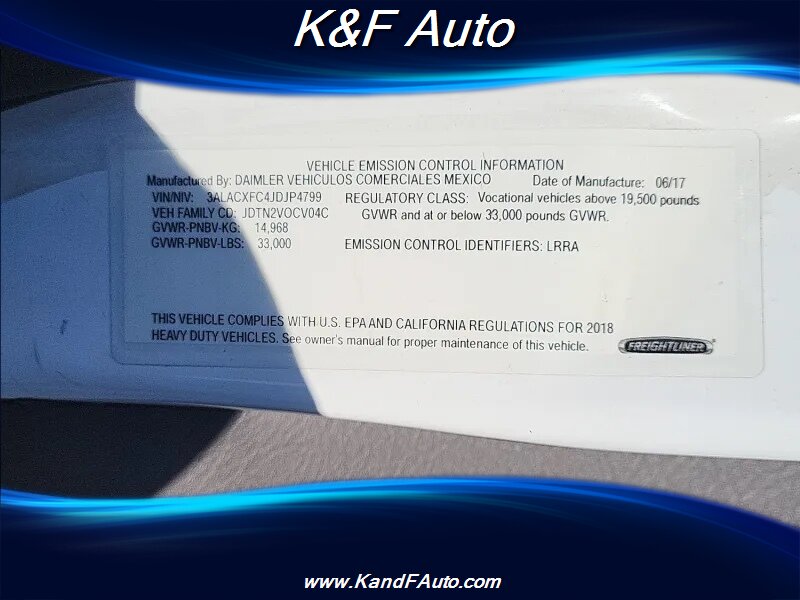 K&F Auto
VEHICLE EMISSION CONTROL INFORMATION
Manufactured By: DAIMLER VEHICULOS COMERCIALES MEXICO Date of Manufacture: 06/17
VIN/NIV: 3ALACXFC4JDJP4799 REGULATORY CLASS: Vocational vehicles above 19,500 pounds
VEH FAMILY CD: JDTN2VOCV04C GVWR and at or below 33,000 pounds GVWR.
GVWR-PNBV-KG: 14,968
GVWR-PNBV-LBS: 33,000 EMISSION CONTROL IDENTIFIERS: LRRA
THIS VEHICLE COMPLIES WITH U.S. EPA AND CALIFORNIA REGULATIONS FOR 2018
HEAVY DUTY VEHICLES. See owner's manual for proper maintenance of this vehicle.
FREIGHTLINER
www.KandFAuto.com